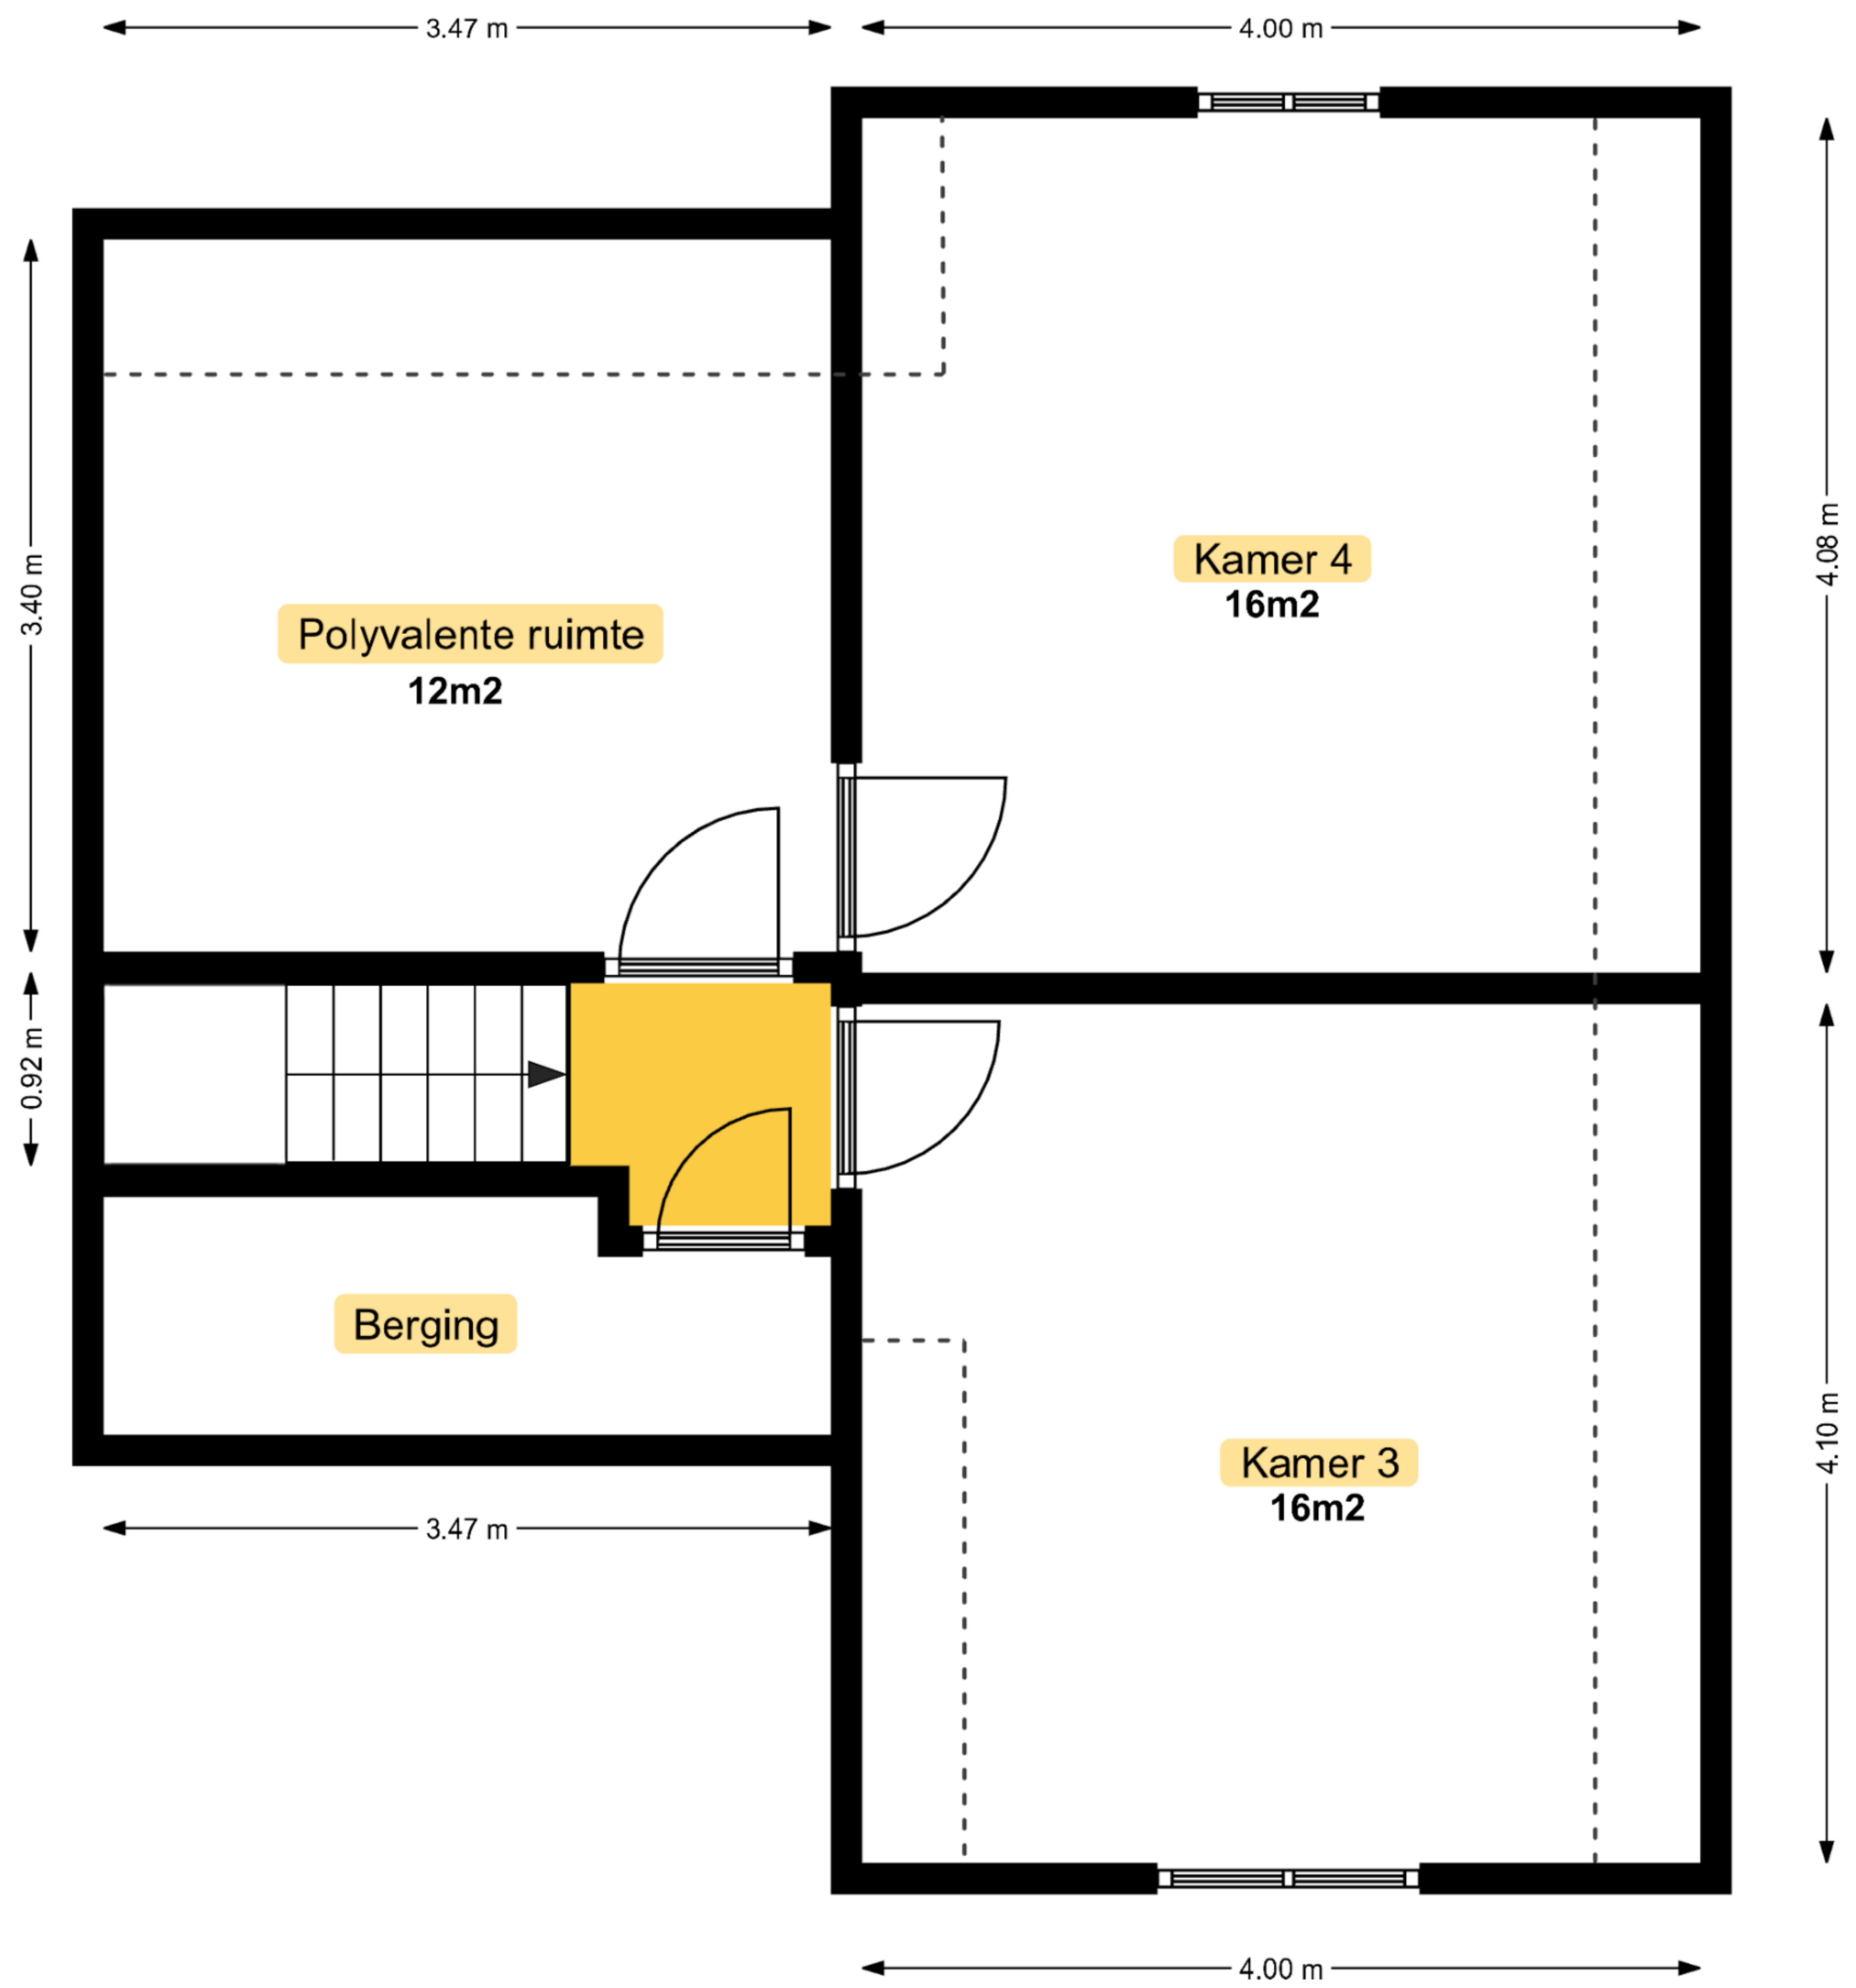 3.47 m
4.00 m
4.08 m
Kamer 4
16m2
3.40 m
Polyvalente ruimte
12m2
0.92 m
Berging
4.10 m
Kamer 3
16m2
3.47 m
4.00 m